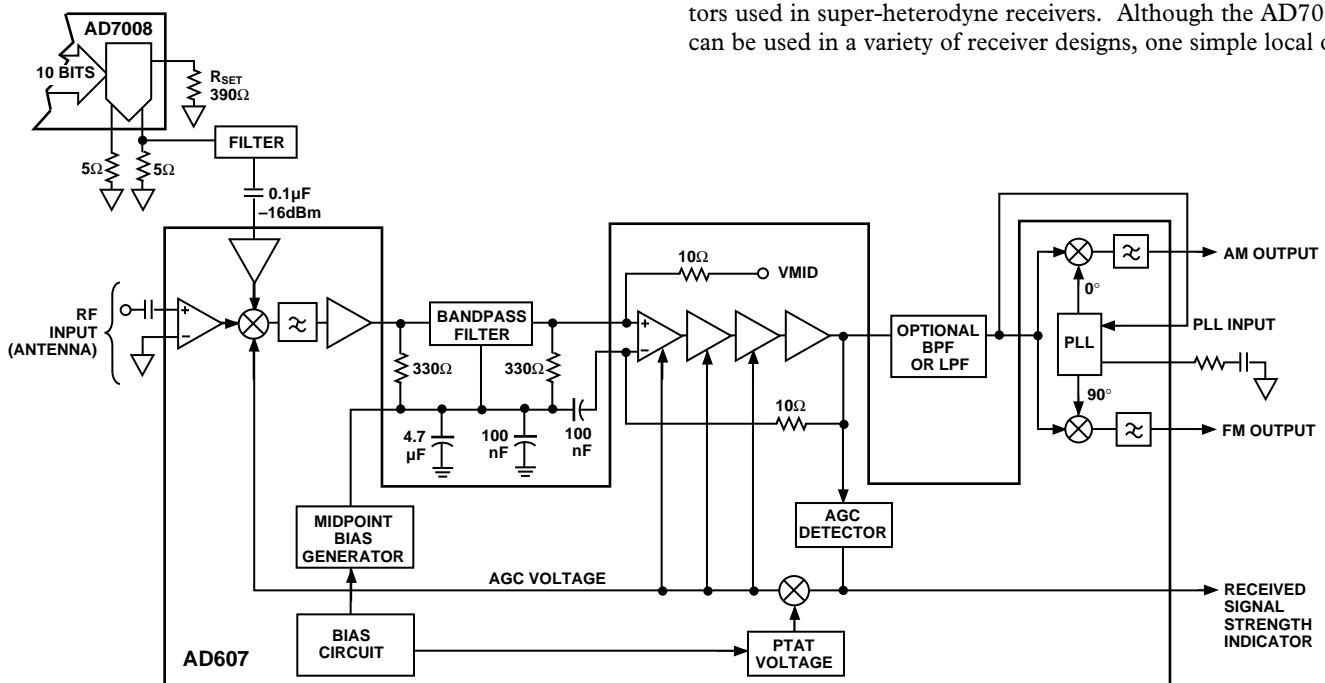 tors used in super-heterodyne receivers. Although the AD70
can be used in a variety of receiver designs, one simple local o
AD7008
10 BITS
RSET
390Ω
5Ω
5Ω
FILTER
0.1µF
–16dBm
RF
INPUT
(ANTENNA)
+
–
330Ω
BANDPASS
FILTER
330Ω
4.7
µF
100
nF
100
nF
10Ω
VMID
+
–
10Ω
OPTIONAL
BPF
OR LPF
0°
PLL
90°
AM OUTPUT
PLL INPUT
FM OUTPUT
MIDPOINT
BIAS
GENERATOR
AGC
DETECTOR
AGC VOLTAGE
BIAS
CIRCUIT
PTAT
VOLTAGE
RECEIVED
SIGNAL
STRENGTH
INDICATOR
AD607